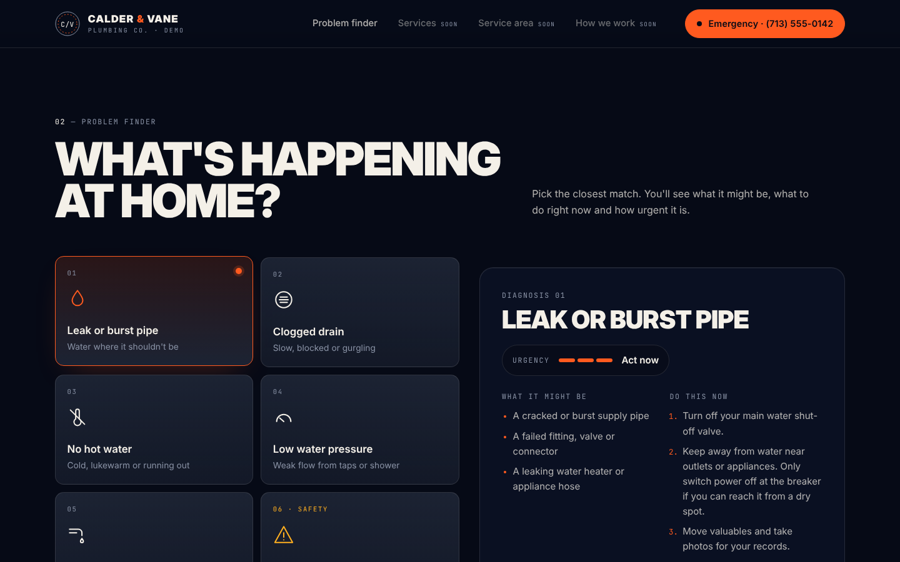 C/V
CALDER & VANE
PLUMBING CO. · DEMO
Problem finder
Services SOON
Service area SOON
How we work SOON
Emergency · (713) 555-0142
02 — PROBLEM FINDER
WHAT'S HAPPENING
AT HOME?
Pick the closest match. You'll see what it might be, what to
do right now and how urgent it is.
01
Leak or burst pipe
Water where it shouldn't be
02
Clogged drain
Slow, blocked or gurgling
03
No hot water
Cold, lukewarm or running out
04
Low water pressure
Weak flow from taps or shower
05
06 · SAFETY
DIAGNOSIS 01
LEAK OR BURST PIPE
URGENCY
Act now
WHAT IT MIGHT BE
• A cracked or burst supply pipe
• A failed fitting, valve or
connector
• A leaking water heater or
appliance hose
DO THIS NOW
1. Turn off your main water shut-
off valve.
2. Keep away from water near
outlets or appliances. Only
switch power off at the breaker
if you can reach it from a dry
spot.
3. Move valuables and take
photos for your records.